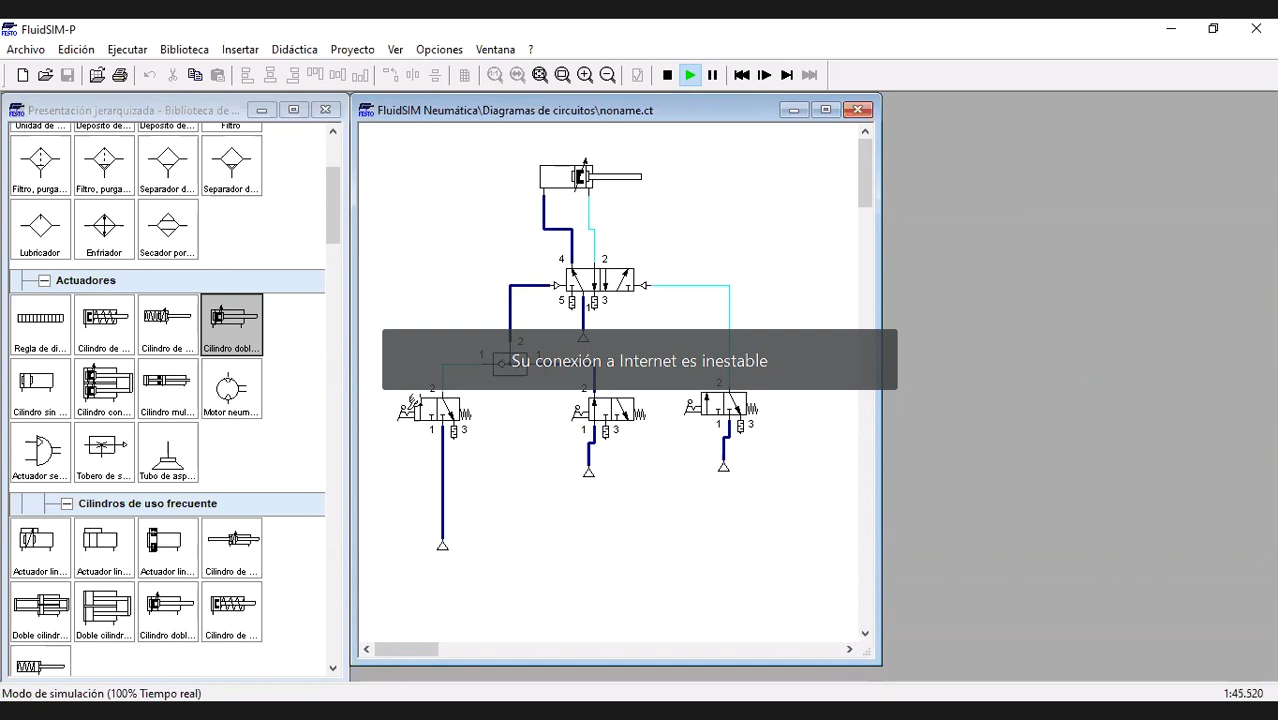 FluidSIM-P
Archivo Edición Ejecutar Biblioteca Insertar Didáctica Proyecto Ver Opciones Ventana ?
Presentación jerarquizada - Biblioteca de ...
FluidSIM Neumática\Diagramas de circuitos\noname.ct
Unidad de ... Deposito de... Deposito de... Filtro
Filtro, purga... Filtro, purga... Separador d... Separador d...
Lubricador Enfriador Secador por...
Actuadores
Regla de di... Cilindro de ... Cilindro de ... Cilindro dobl...
Cilindro sin ... Cilindro con... Cilindro mul... Motor neum...
Actuador se... Tobero de s... Tubo de asp...
Cilindros de uso frecuente
Actuador lin... Actuador lin... Actuador lin... Cilindro de ...
Doble cilindr... Doble cilindr... Cilindro dobl... Cilindro de ...
4 2
5 1 3
2
1 1
Su conexión a Internet es inestable
2 2 2
1 3 1 3 1 3
Modo de simulación (100% Tiempo real)
1:45.520